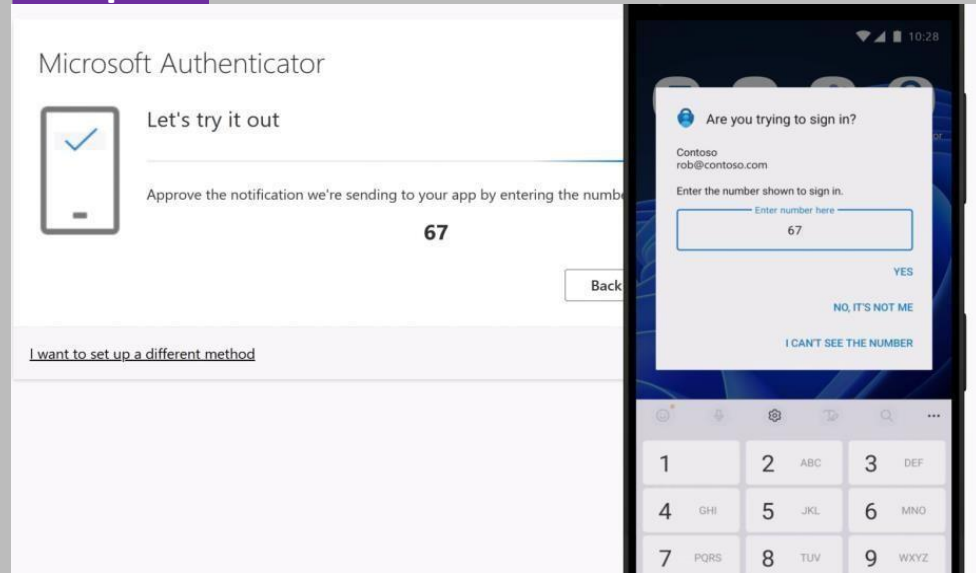 Microsoft Authenticator
Let's try it out
Approve the notification we're sending to your app by entering the numbe
67
Back
I want to set up a different method
10:28
Are you trying to sign in?
Contoso
rob@contoso.com
Enter the number shown to sign in.
Enter number here
67
YES
NO, IT'S NOT ME
I CAN'T SEE THE NUMBER
1
2 ABC
3 DEF
4 GHI
5 JKL
6 MNO
7 PQRS
8 TUV
9 WXYZ